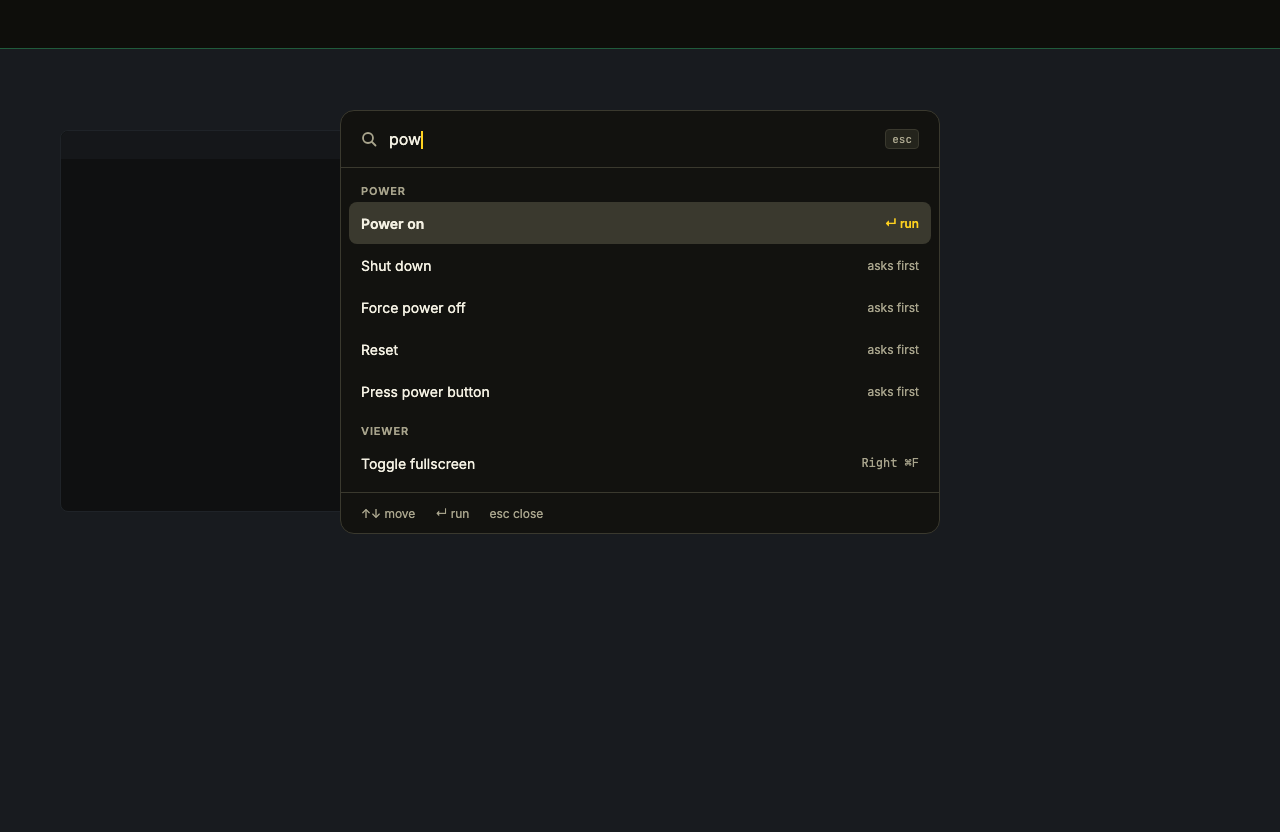 pow esc
POWER
Power on ↵ run
Shut down asks first
Force power off asks first
Reset asks first
Press power button asks first
VIEWER
Toggle fullscreen Right ⌘F
↑↓ move ↵ run esc close